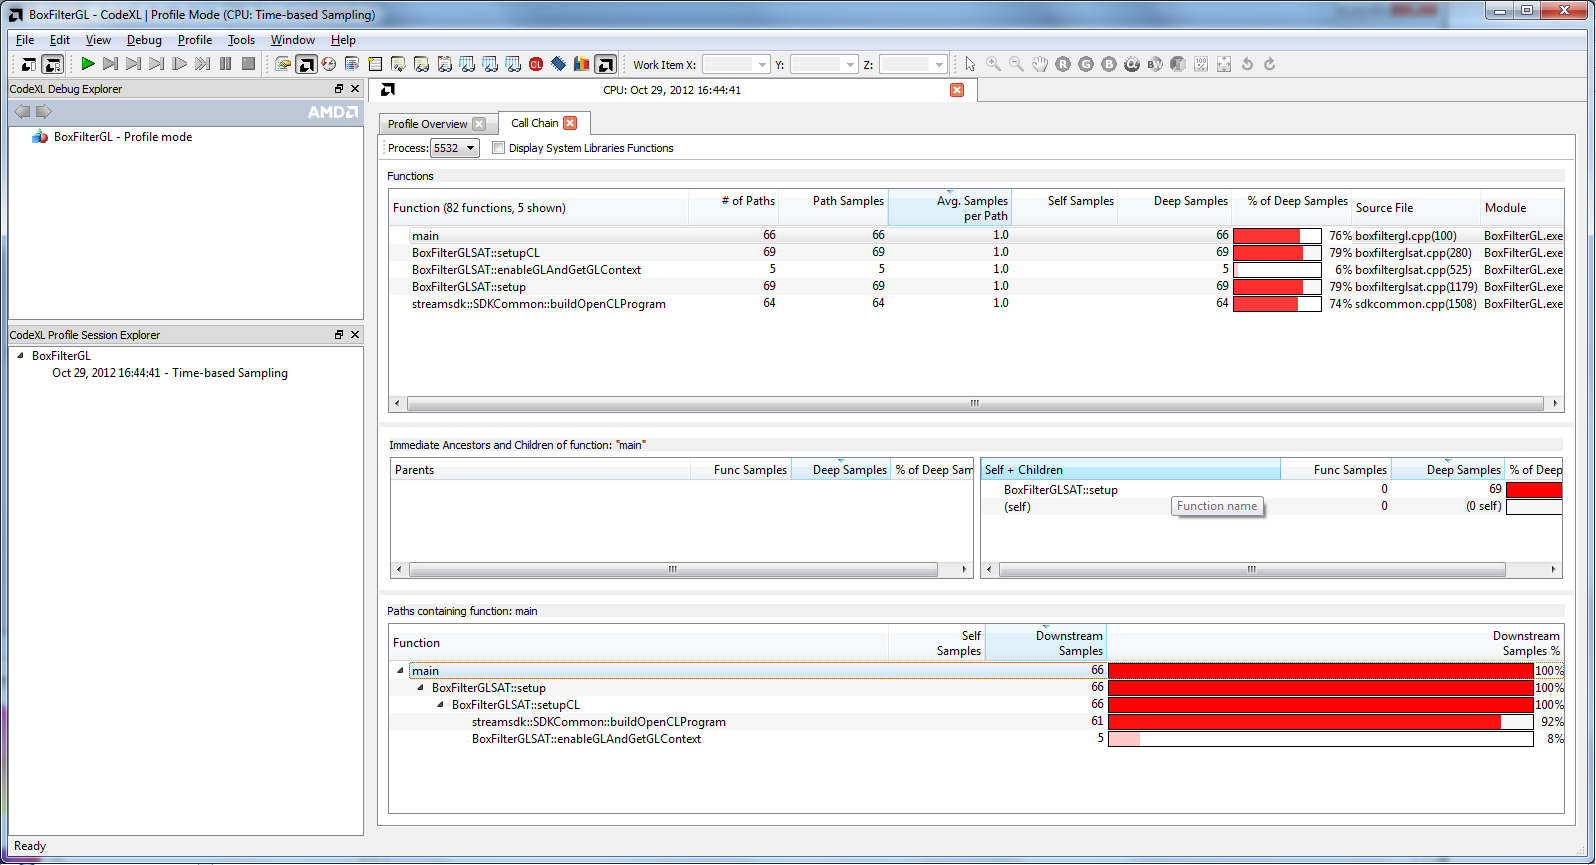 BoxFilterGL - CodeXL | Profile Mode (CPU: Time-based Sampling)
File Edit View Debug Profile Tools Window Help
Work Item X: Y: Z:
CodeXL Debug Explorer
AMD
BoxFilterGL - Profile mode
CodeXL Profile Session Explorer
BoxFilterGL
Oct 29, 2012 16:44:41 - Time-based Sampling
CPU: Oct 29, 2012 16:44:41
Profile Overview Call Chain
Process: 5532 Display System Libraries Functions
Functions
Function (82 functions, 5 shown) # of Paths Path Samples Avg. Samples per Path Self Samples Deep Samples % of Deep Samples Source File Module
main 66 66 1.0 66 76% boxfiltergl.cpp(100) BoxFilterGL.exe
BoxFilterGLSAT::setupCL 69 69 1.0 69 79% boxfilterglsat.cpp(280) BoxFilterGL.exe
BoxFilterGLSAT::enableGLAndGetGLContext 5 5 1.0 5 6% boxfilterglsat.cpp(525) BoxFilterGL.exe
BoxFilterGLSAT::setup 69 69 1.0 69 79% boxfilterglsat.cpp(1179) BoxFilterGL.exe
streamsdk::SDKCommon::buildOpenCLProgram 64 64 1.0 64 74% sdkcommon.cpp(1508) BoxFilterGL.exe
Immediate Ancestors and Children of function: "main"
Parents Func Samples Deep Samples % of Deep Sam
Self + Children Func Samples Deep Samples % of Deep
BoxFilterGLSAT::setup 0 69
(self) 0 (0 self)
Function name
Paths containing function: main
Function Self Samples Downstream Samples Downstream Samples %
main 66 100%
BoxFilterGLSAT::setup 66 100%
BoxFilterGLSAT::setupCL 66 100%
streamsdk::SDKCommon::buildOpenCLProgram 61 92%
BoxFilterGLSAT::enableGLAndGetGLContext 5 8%
Ready